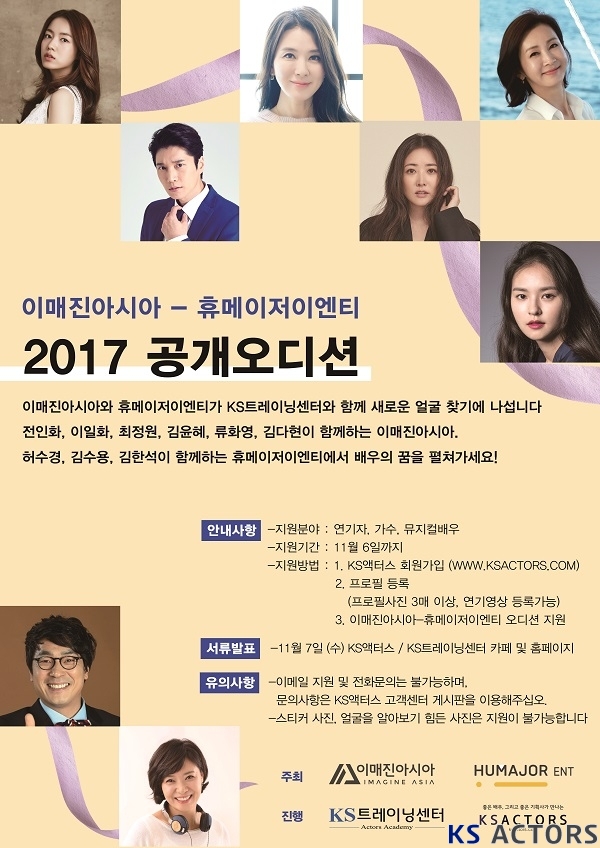 이매진아시아 – 휴메이저이엔티
2017 공개오디션
이매진아시아와 휴메이저이엔티가 KS트레이닝센터와 함께 새로운 얼굴 찾기에 나섭니다
전인화, 이일화, 최정원, 김윤혜, 류화영, 김다현이 함께하는 이매진아시아.
허수경, 김수용, 김한석이 함께하는 휴메이저이엔티에서 배우의 꿈을 펼쳐가세요!
안내사항 –지원분야 : 연기자, 가수, 뮤지컬배우
–지원기간 : 11월 6일까지
–지원방법 : 1. KS액터스 회원가입 (WWW.KSACTORS.COM)
2. 프로필 등록
(프로필사진 3매 이상, 연기영상 등록가능)
3. 이매진아시아–휴메이저이엔티 오디션 지원
서류발표 –11월 7일 (수) KS액터스 / KS트레이닝센터 카페 및 홈페이지
유의사항 –이메일 지원 및 전화문의는 불가능하며,
문의사항은 KS액터스 고객센터 게시판을 이용해주십오.
–스티커 사진, 얼굴을 알아보기 힘든 사진은 지원이 불가능합니다
주최 이매진아시아 HUMAJOR ENT
IMAGINE ASIA
좋은 배우, 그리고 좋은 기획사가 만나는
진행 KS트레이닝센터 KSACTORS
Actors Academy
KS ACTORS